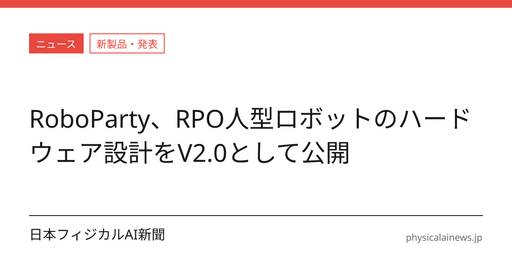 ニュース 新製品・発表
RoboParty、RPO人型ロボットのハード
ウェア設計をV2.0として公開
日本フィジカルAI新聞 physicalainews.jp